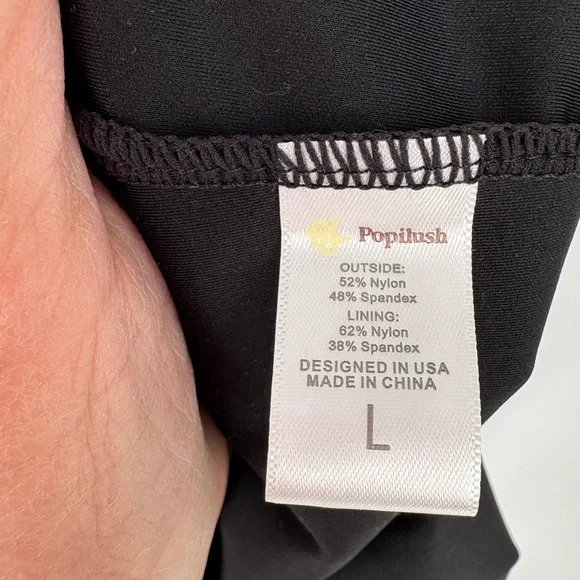 Popilush
OUTSIDE:
52% Nylon
48% Spandex
LINING:
62% Nylon
38% Spandex
DESIGNED IN USA
MADE IN CHINA
L